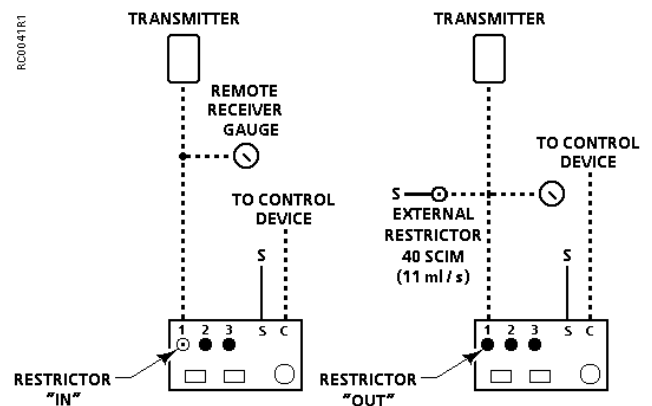 RC0041R1
TRANSMITTER
REMOTE
RECEIVER
GAUGE
TO CONTROL
DEVICE
S
1 2 3 S C
RESTRICTOR
"IN"
TRANSMITTER
TO CONTROL
DEVICE
S
EXTERNAL
RESTRICTOR
40 SCIM
(11 ml / s)
S
1 2 3 S C
RESTRICTOR
"OUT"